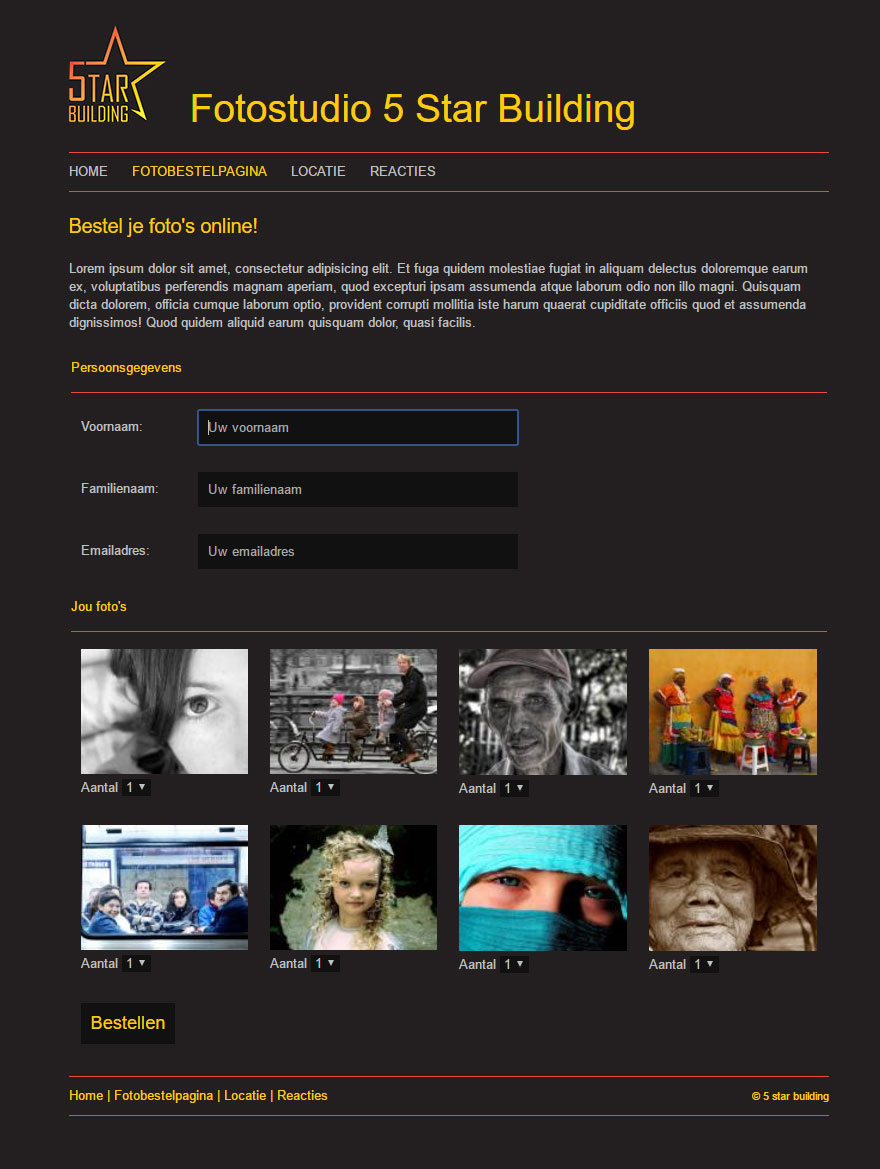 5TAR
BUILDING
Fotostudio 5 Star Building
HOME FOTOBESTELPAGINA LOCATIE REACTIES
Bestel je foto's online!
Lorem ipsum dolor sit amet, consectetur adipisicing elit. Et fuga quidem molestiae fugiat in aliquam delectus doloremque earum
ex, voluptatibus perferendis magnam aperiam, quod excepturi ipsam assumenda atque laborum odio non illo magni. Quisquam
dicta dolorem, officia cumque laborum optio, provident corrupti mollitia iste harum quaerat cupiditate officiis quod et assumenda
dignissimos! Quod quidem aliquid earum quisquam dolor, quasi facilis.
Persoonsgegevens
Voornaam: Uw voornaam
Familienaam: Uw familienaam
Emailadres: Uw emailadres
Jou foto's
Aantal 1 Aantal 1 Aantal 1 Aantal 1
Aantal 1 Aantal 1 Aantal 1 Aantal 1
Bestellen
Home | Fotobestelpagina | Locatie | Reacties © 5 star building